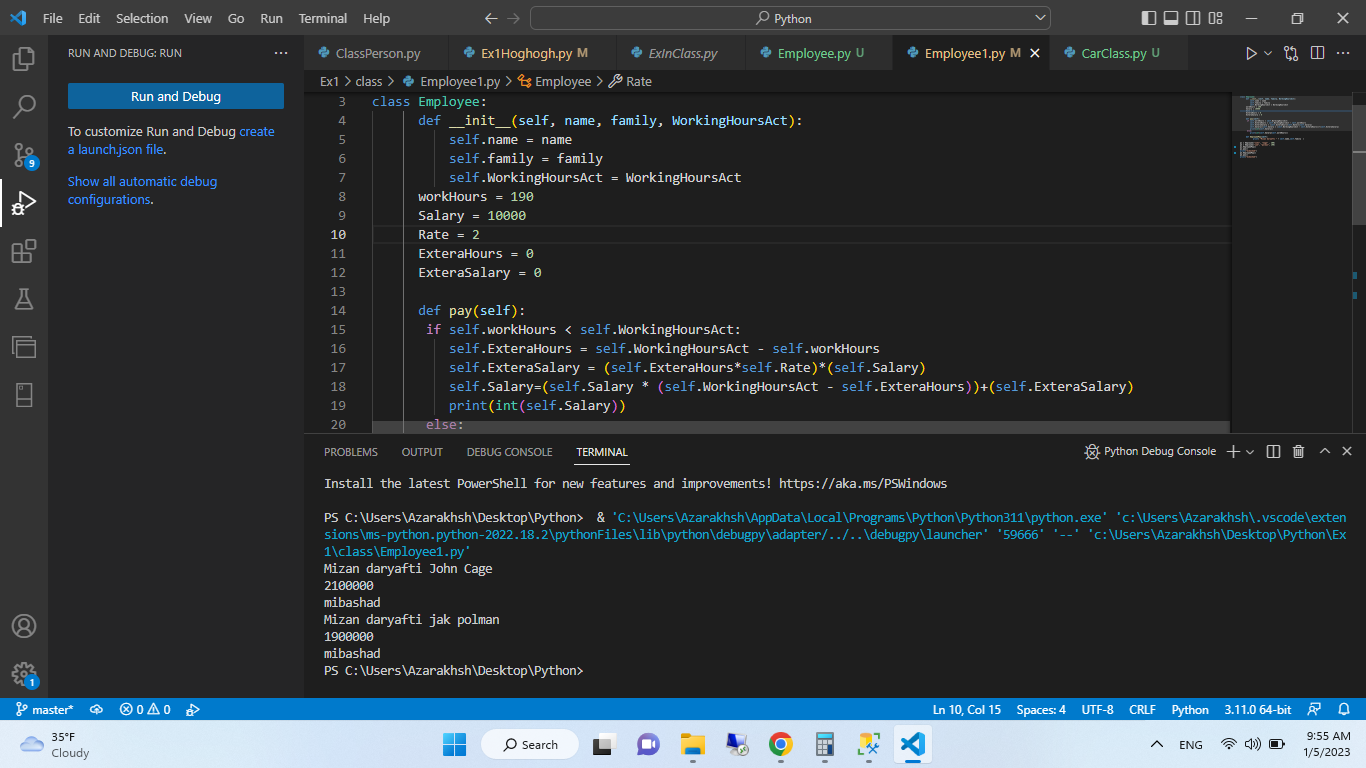 File Edit Selection View Go Run Terminal Help
Python
RUN AND DEBUG: RUN
ClassPerson.py Ex1Hoghogh.py M ExInClass.py Employee.py U Employee1.py M CarClass.py U
Run and Debug
To customize Run and Debug create
a launch.json file.
Show all automatic debug
configurations.
9
1
Ex1 > class > Employee1.py > Employee > Rate
3 class Employee:
4 def __init__(self, name, family, WorkingHoursAct):
5 self.name = name
6 self.family = family
7 self.WorkingHoursAct = WorkingHoursAct
8 workHours = 190
9 Salary = 10000
10 Rate = 2
11 ExteraHours = 0
12 ExteraSalary = 0
13
14 def pay(self):
15 if self.workHours < self.WorkingHoursAct:
16 self.ExteraHours = self.WorkingHoursAct - self.workHours
17 self.ExteraSalary = (self.ExteraHours*self.Rate)*(self.Salary)
18 self.Salary=(self.Salary * (self.WorkingHoursAct - self.ExteraHours))+(self.ExteraSalary)
19 print(int(self.Salary))
20 else:
PROBLEMS OUTPUT DEBUG CONSOLE TERMINAL
Python Debug Console
Install the latest PowerShell for new features and improvements! https://aka.ms/PSWindows
PS C:\Users\Azarakhsh\Desktop\Python> & 'C:\Users\Azarakhsh\AppData\Local\Programs\Python\Python311\python.exe' 'c:\Users\Azarakhsh\.vscode\exten
sions\ms-python.python-2022.18.2\pythonFiles\lib\python\debugpy\adapter/../..\debugpy\launcher' '59666' '--' 'c:\Users\Azarakhsh\Desktop\Python\Ex
1\class\Employee1.py'
Mizan daryafti John Cage
2100000
mibashad
Mizan daryafti jak polman
1900000
mibashad
PS C:\Users\Azarakhsh\Desktop\Python>
master* 0 0
Ln 10, Col 15 Spaces: 4 UTF-8 CRLF Python 3.11.0 64-bit
35°F
Cloudy
Search
ENG
9:55 AM
1/5/2023